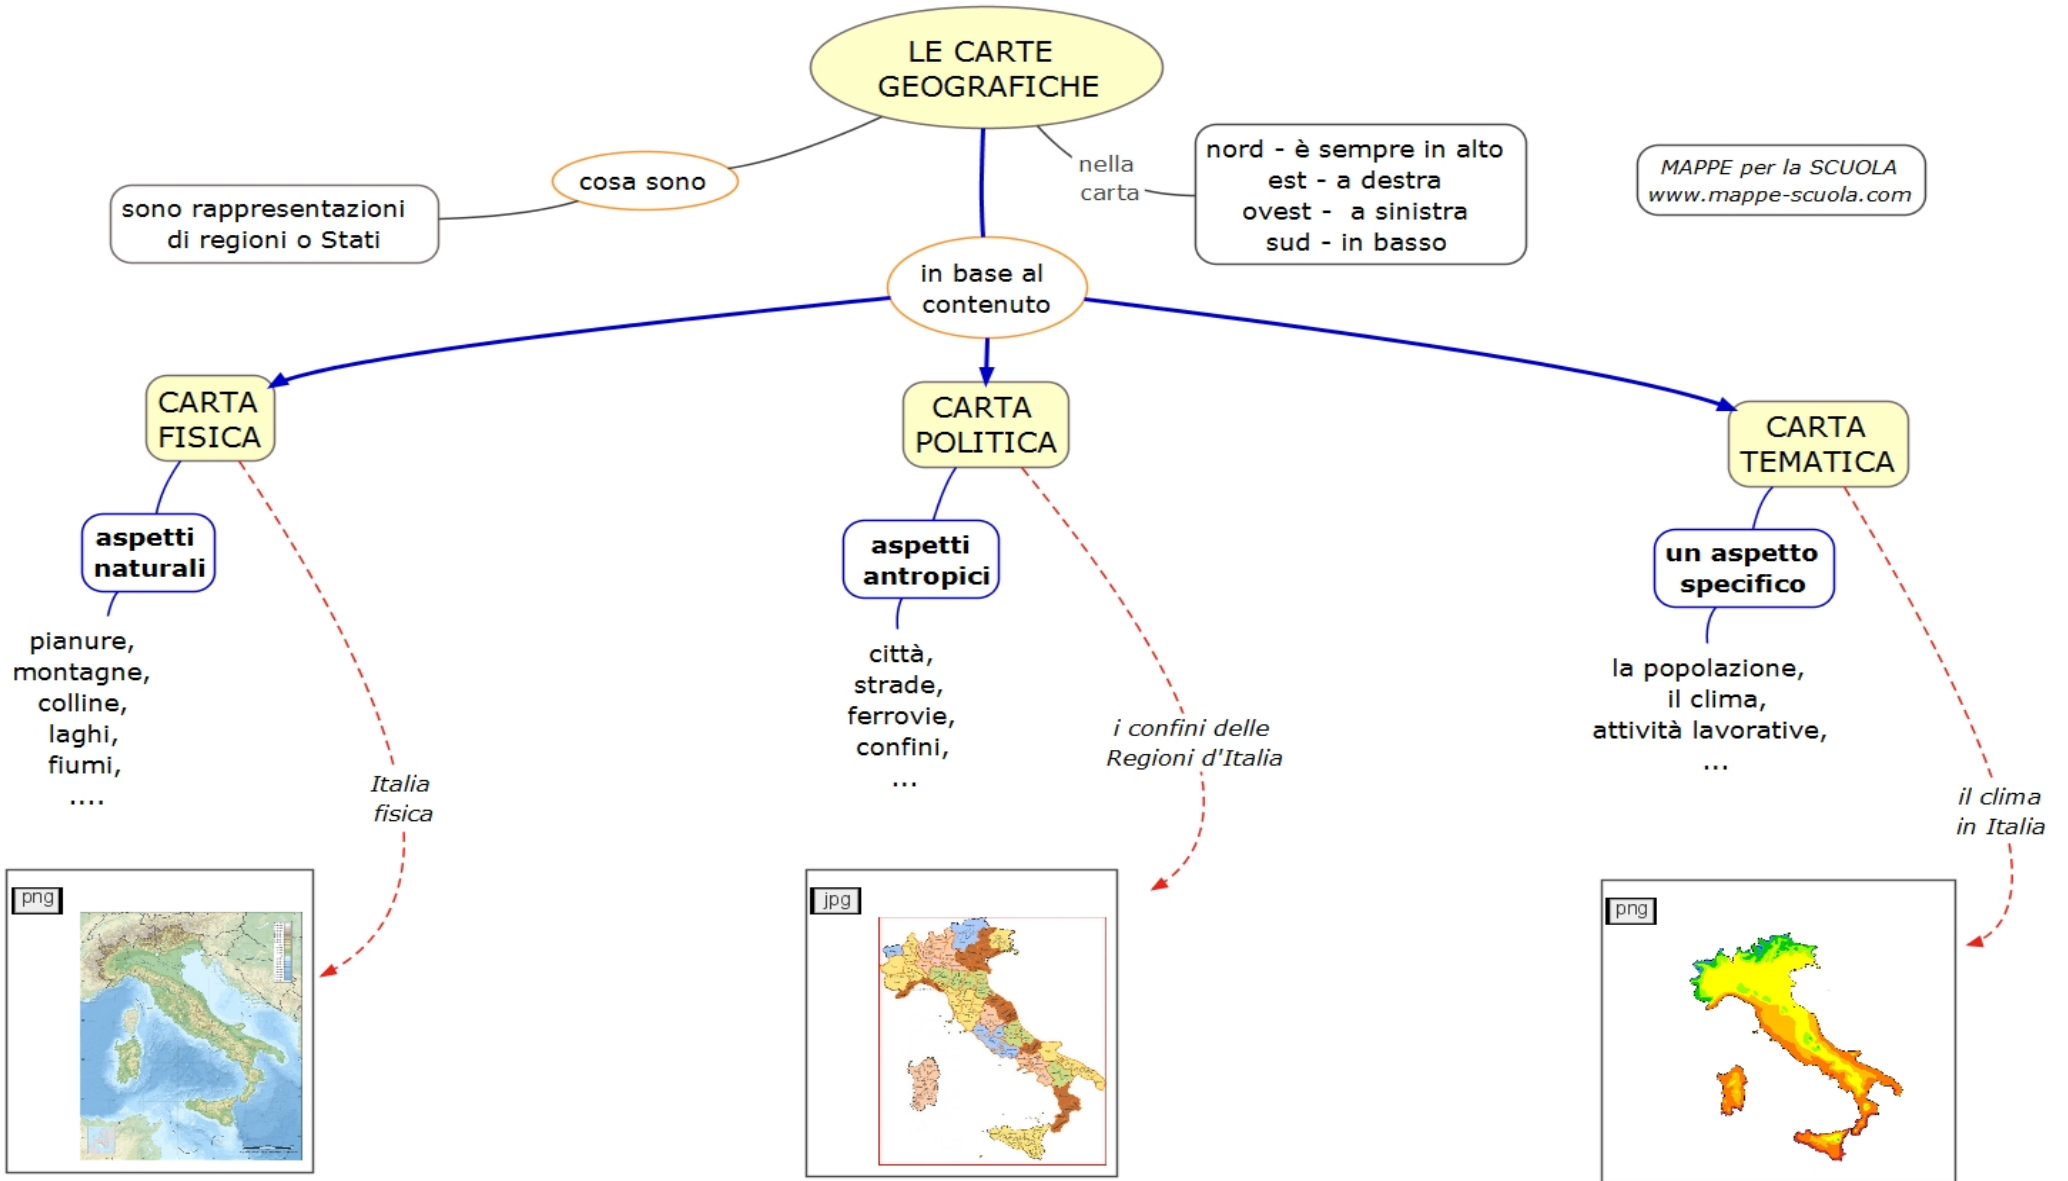 LE CARTE
GEOGRAFICHE
cosa sono
sono rappresentazioni
di regioni o Stati
nella
carta
nord - è sempre in alto
est - a destra
ovest -  a sinistra
sud - in basso
MAPPE per la SCUOLA
www.mappe-scuola.com
in base al
contenuto
CARTA
FISICA
aspetti
naturali
pianure,
montagne,
colline,
laghi,
fiumi,
....
Italia
fisica
png
CARTA
POLITICA
aspetti
antropici
città,
strade,
ferrovie,
confini,
...
i confini delle
Regioni d'Italia
jpg
CARTA
TEMATICA
un aspetto
specifico
la popolazione,
il clima,
attività lavorative,
...
il clima
in Italia
png